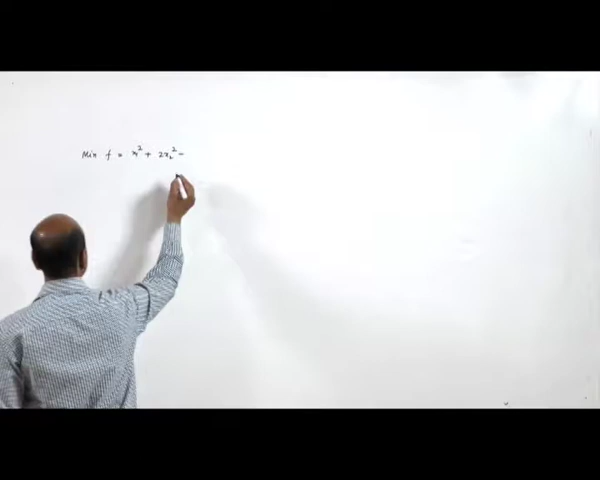 Min f = x₁² + 2x₂² -